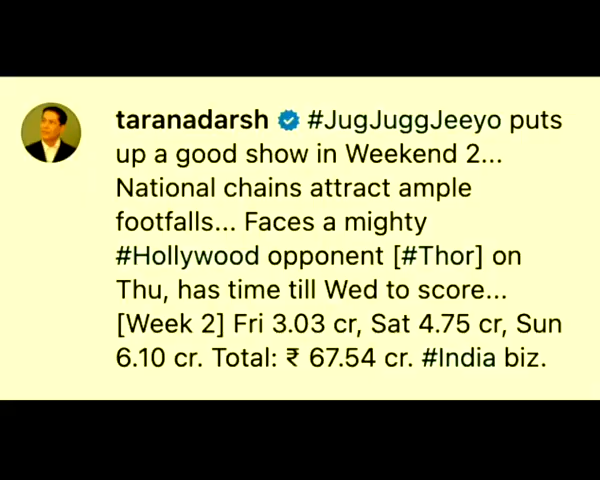 taranadarsh #JugJuggJeeyo puts
up a good show in Weekend 2...
National chains attract ample
footfalls... Faces a mighty
#Hollywood opponent [#Thor] on
Thu, has time till Wed to score...
[Week 2] Fri 3.03 cr, Sat 4.75 cr, Sun
6.10 cr. Total: ₹ 67.54 cr. #India biz.